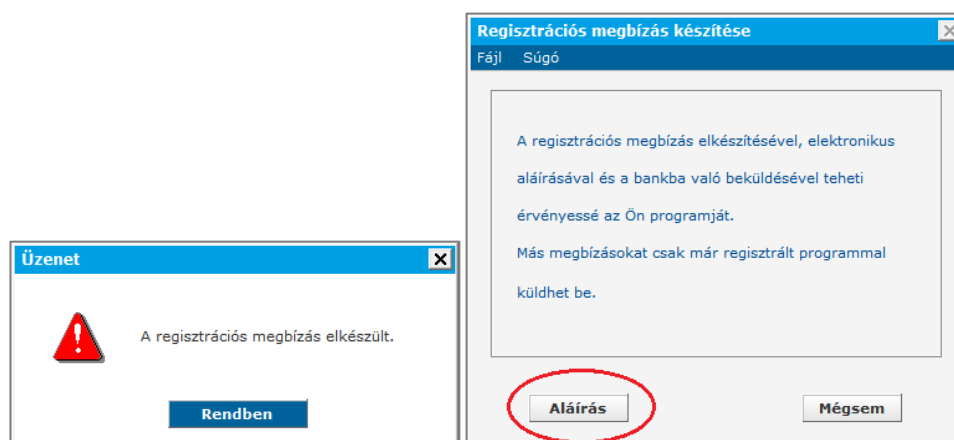 Üzenet
A regisztrációs megbízás elkészült.
Rendben
Regisztrációs megbízás készítése
Fájl Súgó
A regisztrációs megbízás elkészítésével, elektronikus
aláírásával és a bankba való beküldésével teheti
érvényessé az Ön programját.
Más megbízásokat csak már regisztrált programmal
küldhet be.
Aláírás Mégsem